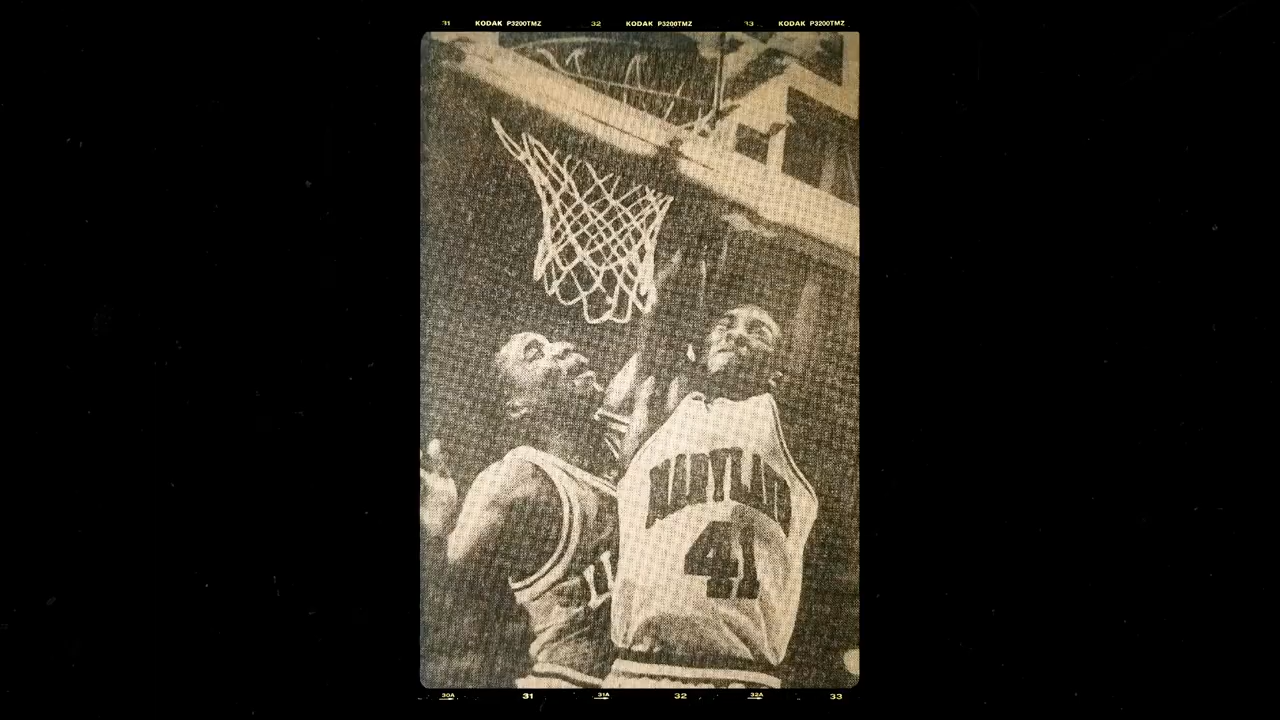 31 KODAK P3200TMZ 32 KODAK P3200TMZ 33 KODAK P3200TMZ
MARYLAND
41
30A 31 31A 32 32A 33